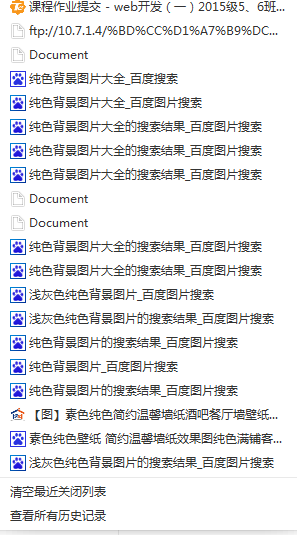 课程作业提交 - web开发（一）2015级5、6班...
ftp://10.7.1.4/%BD%CC%D1%A7%B9%DC...
Document
纯色背景图片大全_百度搜索
纯色背景图片大全_百度图片搜索
纯色背景图片大全的搜索结果_百度图片搜索
纯色背景图片大全的搜索结果_百度图片搜索
纯色背景图片大全的搜索结果_百度图片搜索
Document
Document
纯色背景图片大全的搜索结果_百度图片搜索
纯色背景图片大全的搜索结果_百度图片搜索
浅灰色纯色背景图片_百度图片搜索
浅灰色纯色背景图片的搜索结果_百度图片搜索
纯色背景图片的搜索结果_百度图片搜索
纯色背景图片_百度图片搜索
纯色背景图片的搜索结果_百度图片搜索
【图】素色纯色简约温馨墙纸酒吧餐厅墙壁纸...
素色纯色壁纸 简约温馨墙纸效果图纯色满铺客...
浅灰色纯色背景图片的搜索结果_百度图片搜索
清空最近关闭列表
查看所有历史记录